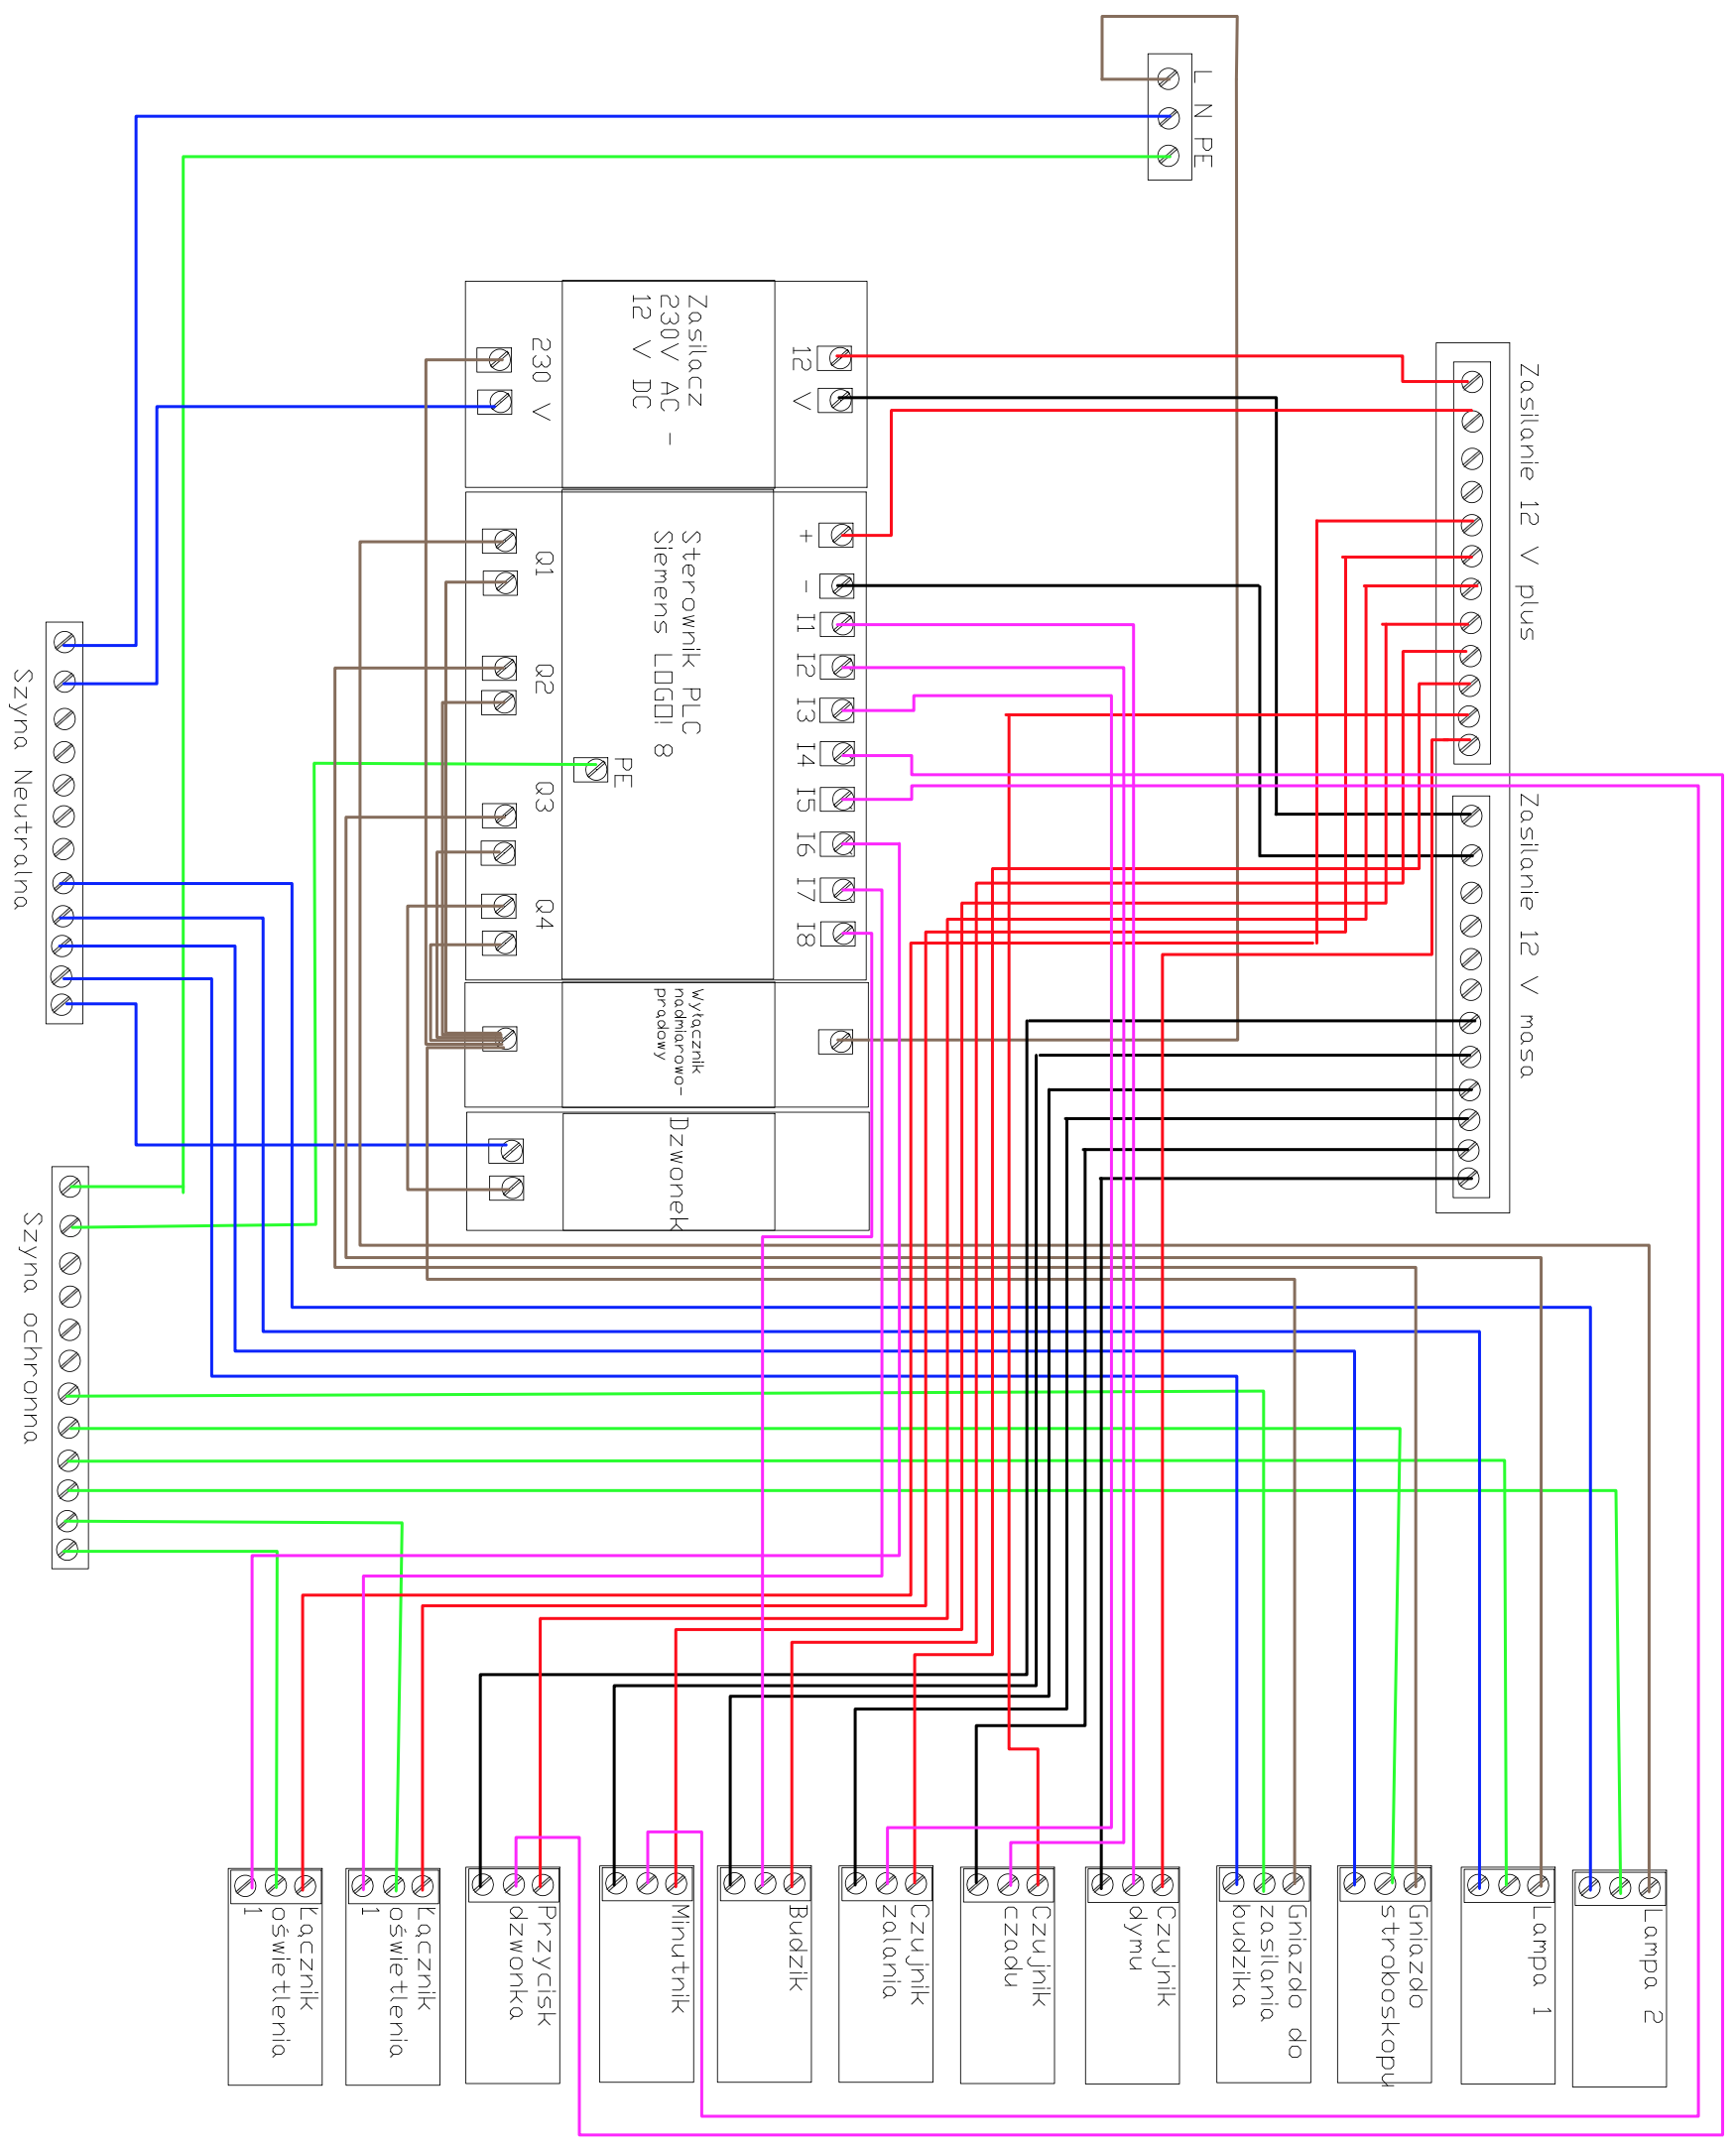 L N PE
Zasilacz
230V AC -
12 V DC
230 V
12 V
Zasilanie 12 V plus
Zasilanie 12 V masa
Sterownik PLC
Siemens LOGO! 8
+
-
I1
I2
I3
I4
I5
I6
I7
I8
Q1
Q2
Q3
Q4
PE
Wyłącznik
nadmiarowo-
prądowy
Dzwonek
Szyna Neutralna
Szyna ochronna
Łącznik
oświetlenia
1
Łącznik
oświetlenia
1
Przycisk
dzwonka
Minutnik
Budzik
Czujnik
zalania
Czujnik
czadu
Czujnik
dymu
Gniazdo do
zasilania
budzika
Gniazdo
stroboskopu
Lampa 1
Lampa 2